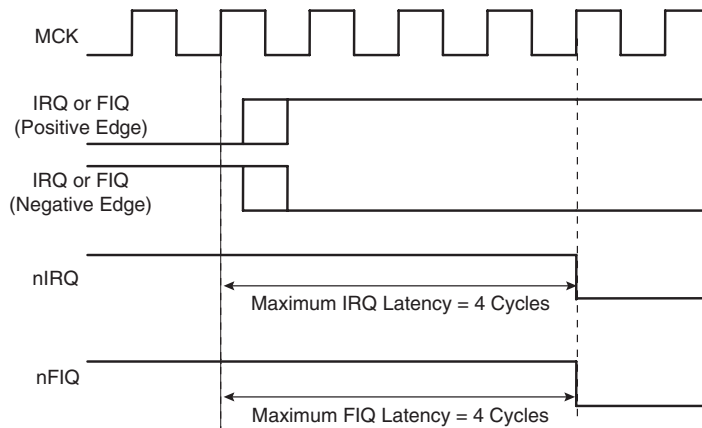 MCK
IRQ or FIQ
(Positive Edge)
IRQ or FIQ
(Negative Edge)
nIRQ
Maximum IRQ Latency = 4 Cycles
nFIQ
Maximum FIQ Latency = 4 Cycles